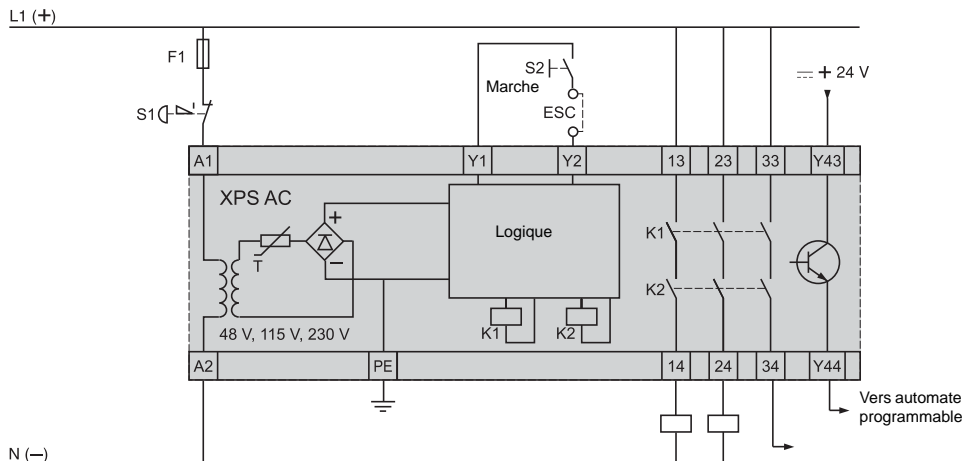 L1 (+)
F1
S1
S2
Marche
ESC
+ 24 V
A1
Y1
Y2
13
23
33
Y43
XPS AC
+
–
T
Logique
K1
K2
K1
K2
48 V, 115 V, 230 V
A2
PE
14
24
34
Y44
Vers automate
programmable
N (–)